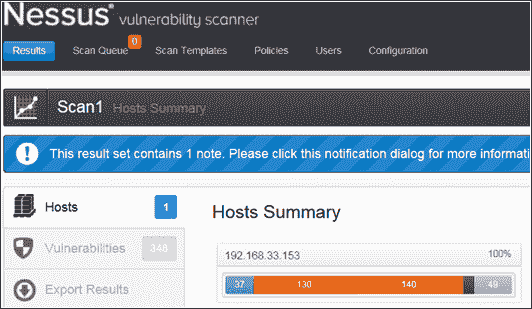 Nessus® vulnerability scanner
0
Results Scan Queue Scan Templates Policies Users Configuration
Scan1 Hosts Summary
This result set contains 1 note. Please click this notification dialog for more informati
Hosts 1
Hosts Summary
Vulnerabilities 346
192.168.33.153 100%
37 130 140 49
Export Results